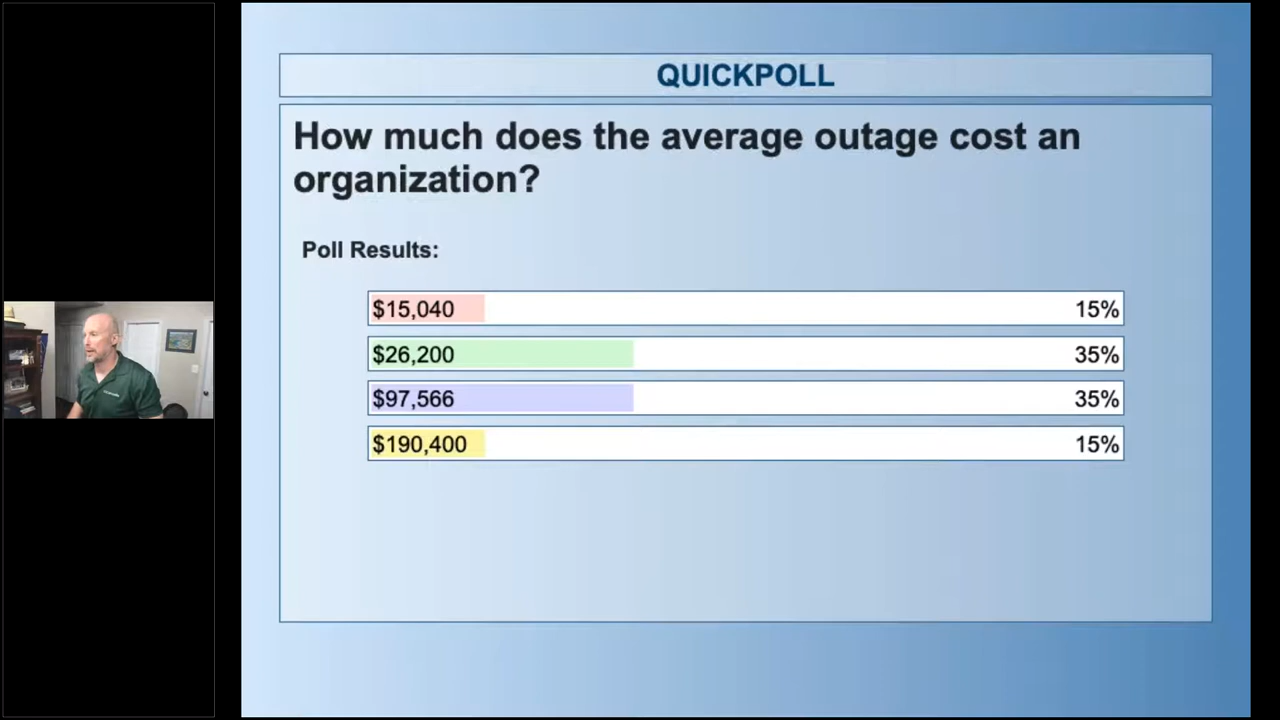 QUICKPOLL
How much does the average outage cost an
organization?
Poll Results:
$15,040 15%
$26,200 35%
$97,566 35%
$190,400 15%